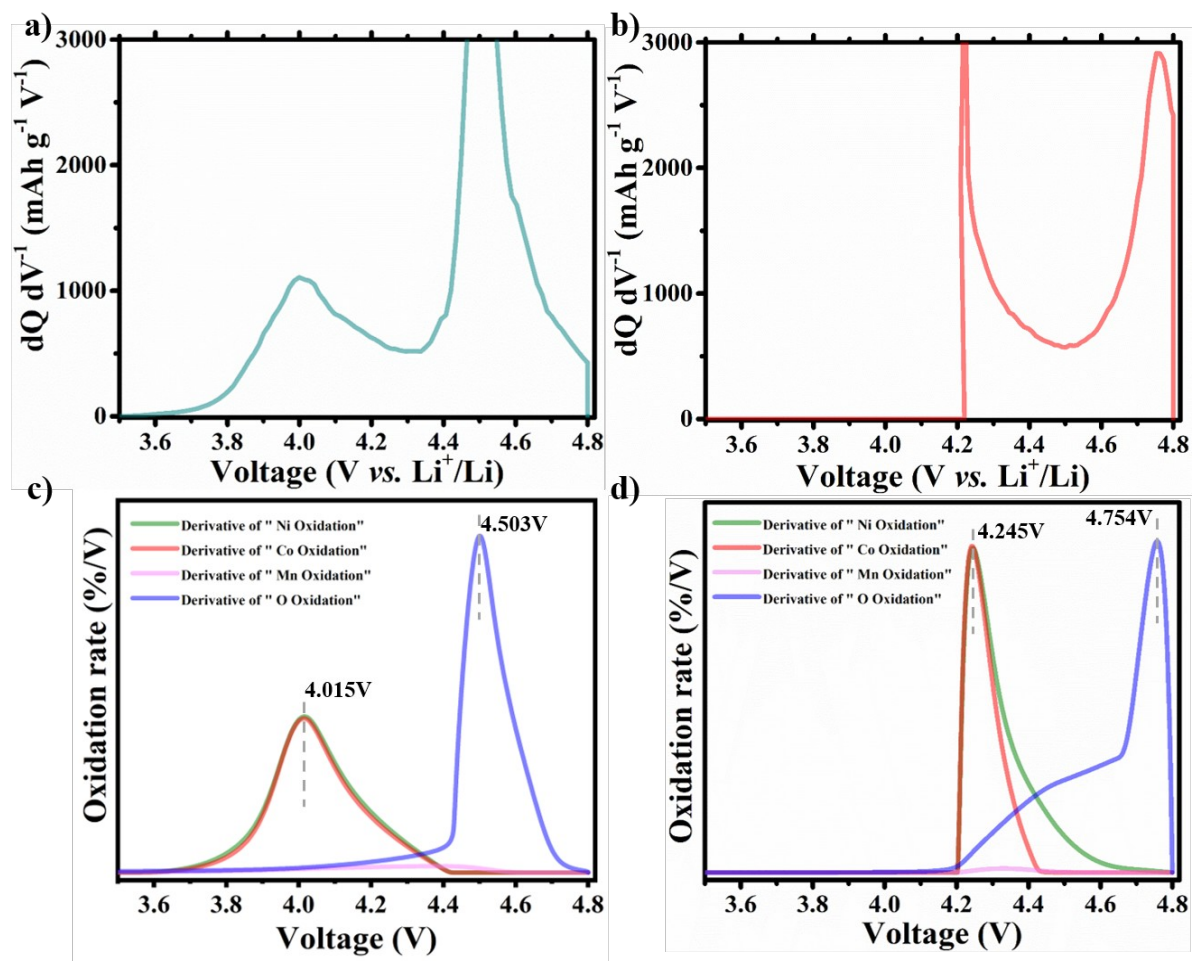 a)
3000
2000
1000
0
dQ dV⁻¹ (mAh g⁻¹ V⁻¹)
3.6 3.8 4.0 4.2 4.4 4.6 4.8
Voltage (V vs. Li⁺/Li)
b)
3000
2000
1000
0
dQ dV⁻¹ (mAh g⁻¹ V⁻¹)
3.6 3.8 4.0 4.2 4.4 4.6 4.8
Voltage (V vs. Li⁺/Li)
c)
Derivative of " Ni Oxidation"
Derivative of " Co Oxidation"
Derivative of " Mn Oxidation"
Derivative of " O Oxidation"
4.503V
4.015V
Oxidation rate (%/V)
3.6 3.8 4.0 4.2 4.4 4.6 4.8
Voltage (V)
d)
Derivative of " Ni Oxidation"
Derivative of " Co Oxidation"
Derivative of " Mn Oxidation"
Derivative of " O Oxidation"
4.245V
4.754V
Oxidation rate (%/V)
3.6 3.8 4.0 4.2 4.4 4.6 4.8
Voltage (V)